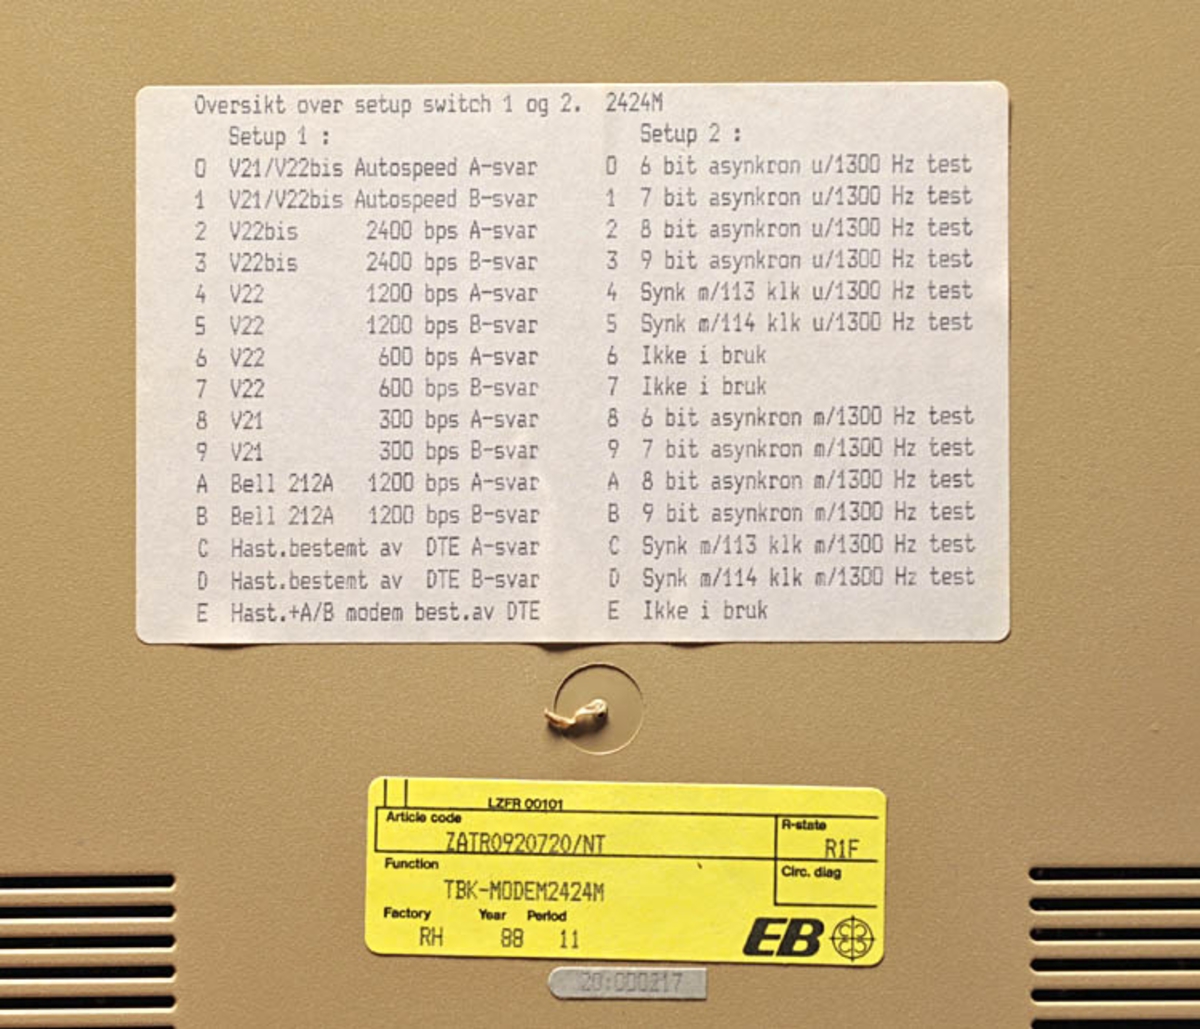 Oversikt over setup switch 1 og 2. 2424M
Setup 1 : Setup 2 :
0 V21/V22bis Autospeed A-svar 0 6 bit asynkron u/1300 Hz test
1 V21/V22bis Autospeed B-svar 1 7 bit asynkron u/1300 Hz test
2 V22bis 2400 bps A-svar 2 8 bit asynkron u/1300 Hz test
3 V22bis 2400 bps B-svar 3 9 bit asynkron u/1300 Hz test
4 V22 1200 bps A-svar 4 Synk m/113 klk u/1300 Hz test
5 V22 1200 bps B-svar 5 Synk m/114 klk u/1300 Hz test
6 V22 600 bps A-svar 6 Ikke i bruk
7 V22 600 bps B-svar 7 Ikke i bruk
8 V21 300 bps A-svar 8 6 bit asynkron m/1300 Hz test
9 V21 300 bps B-svar 9 7 bit asynkron m/1300 Hz test
A Bell 212A 1200 bps A-svar A 8 bit asynkron m/1300 Hz test
B Bell 212A 1200 bps B-svar B 9 bit asynkron m/1300 Hz test
C Hast.bestemt av DTE A-svar C Synk m/113 klk m/1300 Hz test
D Hast.bestemt av DTE B-svar D Synk m/114 klk m/1300 Hz test
E Hast.+A/B modem best.av DTE E Ikke i bruk
LZFR 00101
Article code R-state
ZATR0920720/NT R1F
Function Circ. diag
TBK-MODEM2424M
Factory Year Period
RH 88 11 EB
20:000217